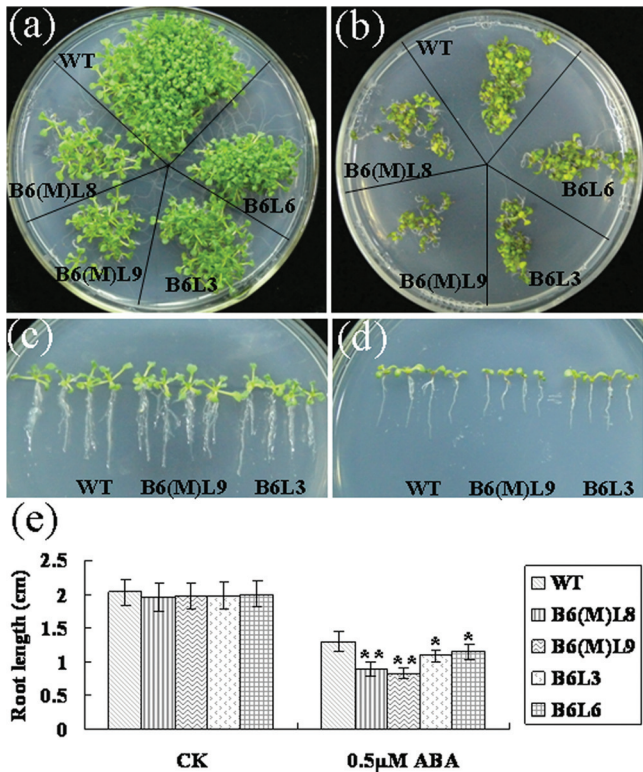 (a)
WT
B6(M)L8
B6L6
B6(M)L9
B6L3
(b)
WT
B6(M)L8
B6L6
B6(M)L9
B6L3
(c)
WT B6(M)L9 B6L3
(d)
WT B6(M)L9 B6L3
(e)
Root length (cm)
2.5
2
1.5
1
0.5
0
** ** * *
CK 0.5μM ABA
WT
B6(M)L8
B6(M)L9
B6L3
B6L6